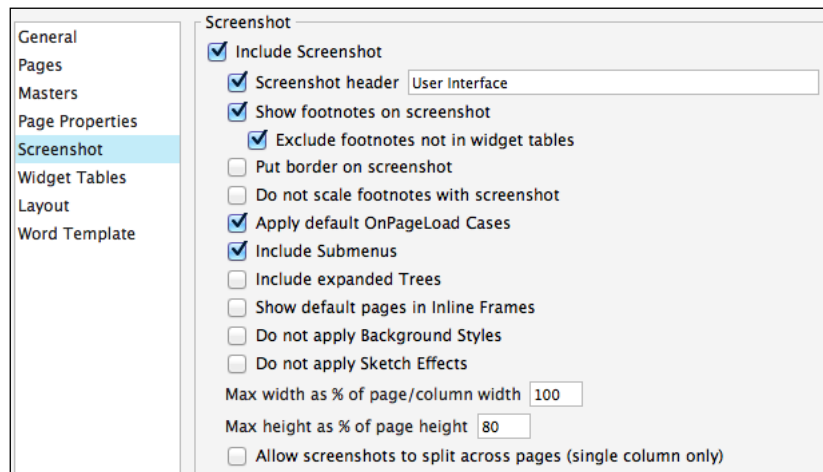 General
Pages
Masters
Page Properties
Screenshot
Widget Tables
Layout
Word Template
Screenshot
Include Screenshot
Screenshot header User Interface
Show footnotes on screenshot
Exclude footnotes not in widget tables
Put border on screenshot
Do not scale footnotes with screenshot
Apply default OnPageLoad Cases
Include Submenus
Include expanded Trees
Show default pages in Inline Frames
Do not apply Background Styles
Do not apply Sketch Effects
Max width as % of page/column width 100
Max height as % of page height 80
Allow screenshots to split across pages (single column only)